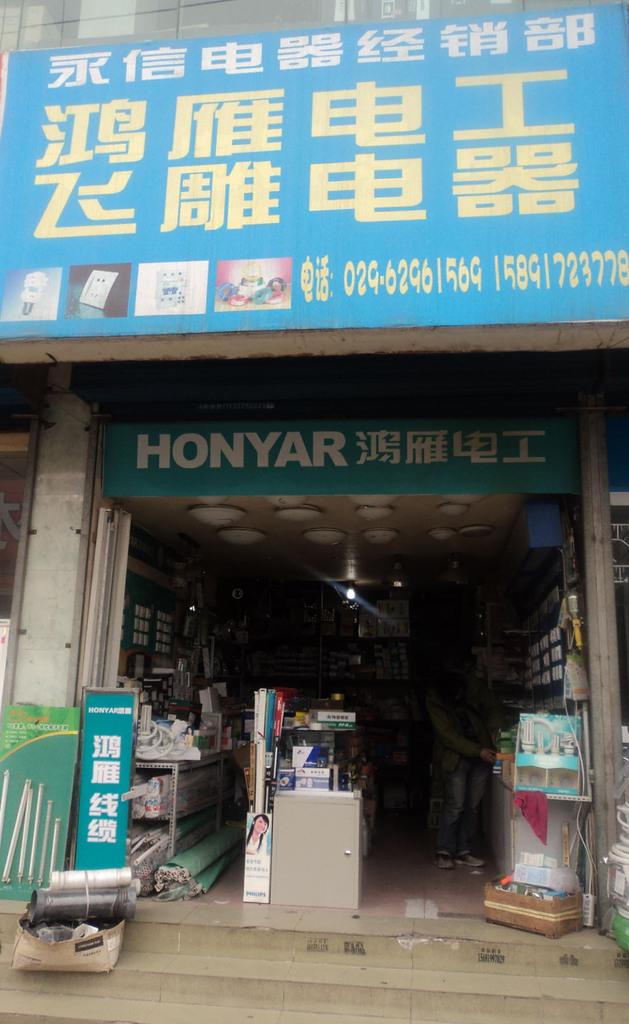 永信电器经销部
鸿雁电工
飞雕电器
电话: 029-62961569 15891723778
HONYAR 鸿雁电工
HONYAR鸿雁
鸿雁线缆
PHILIPS